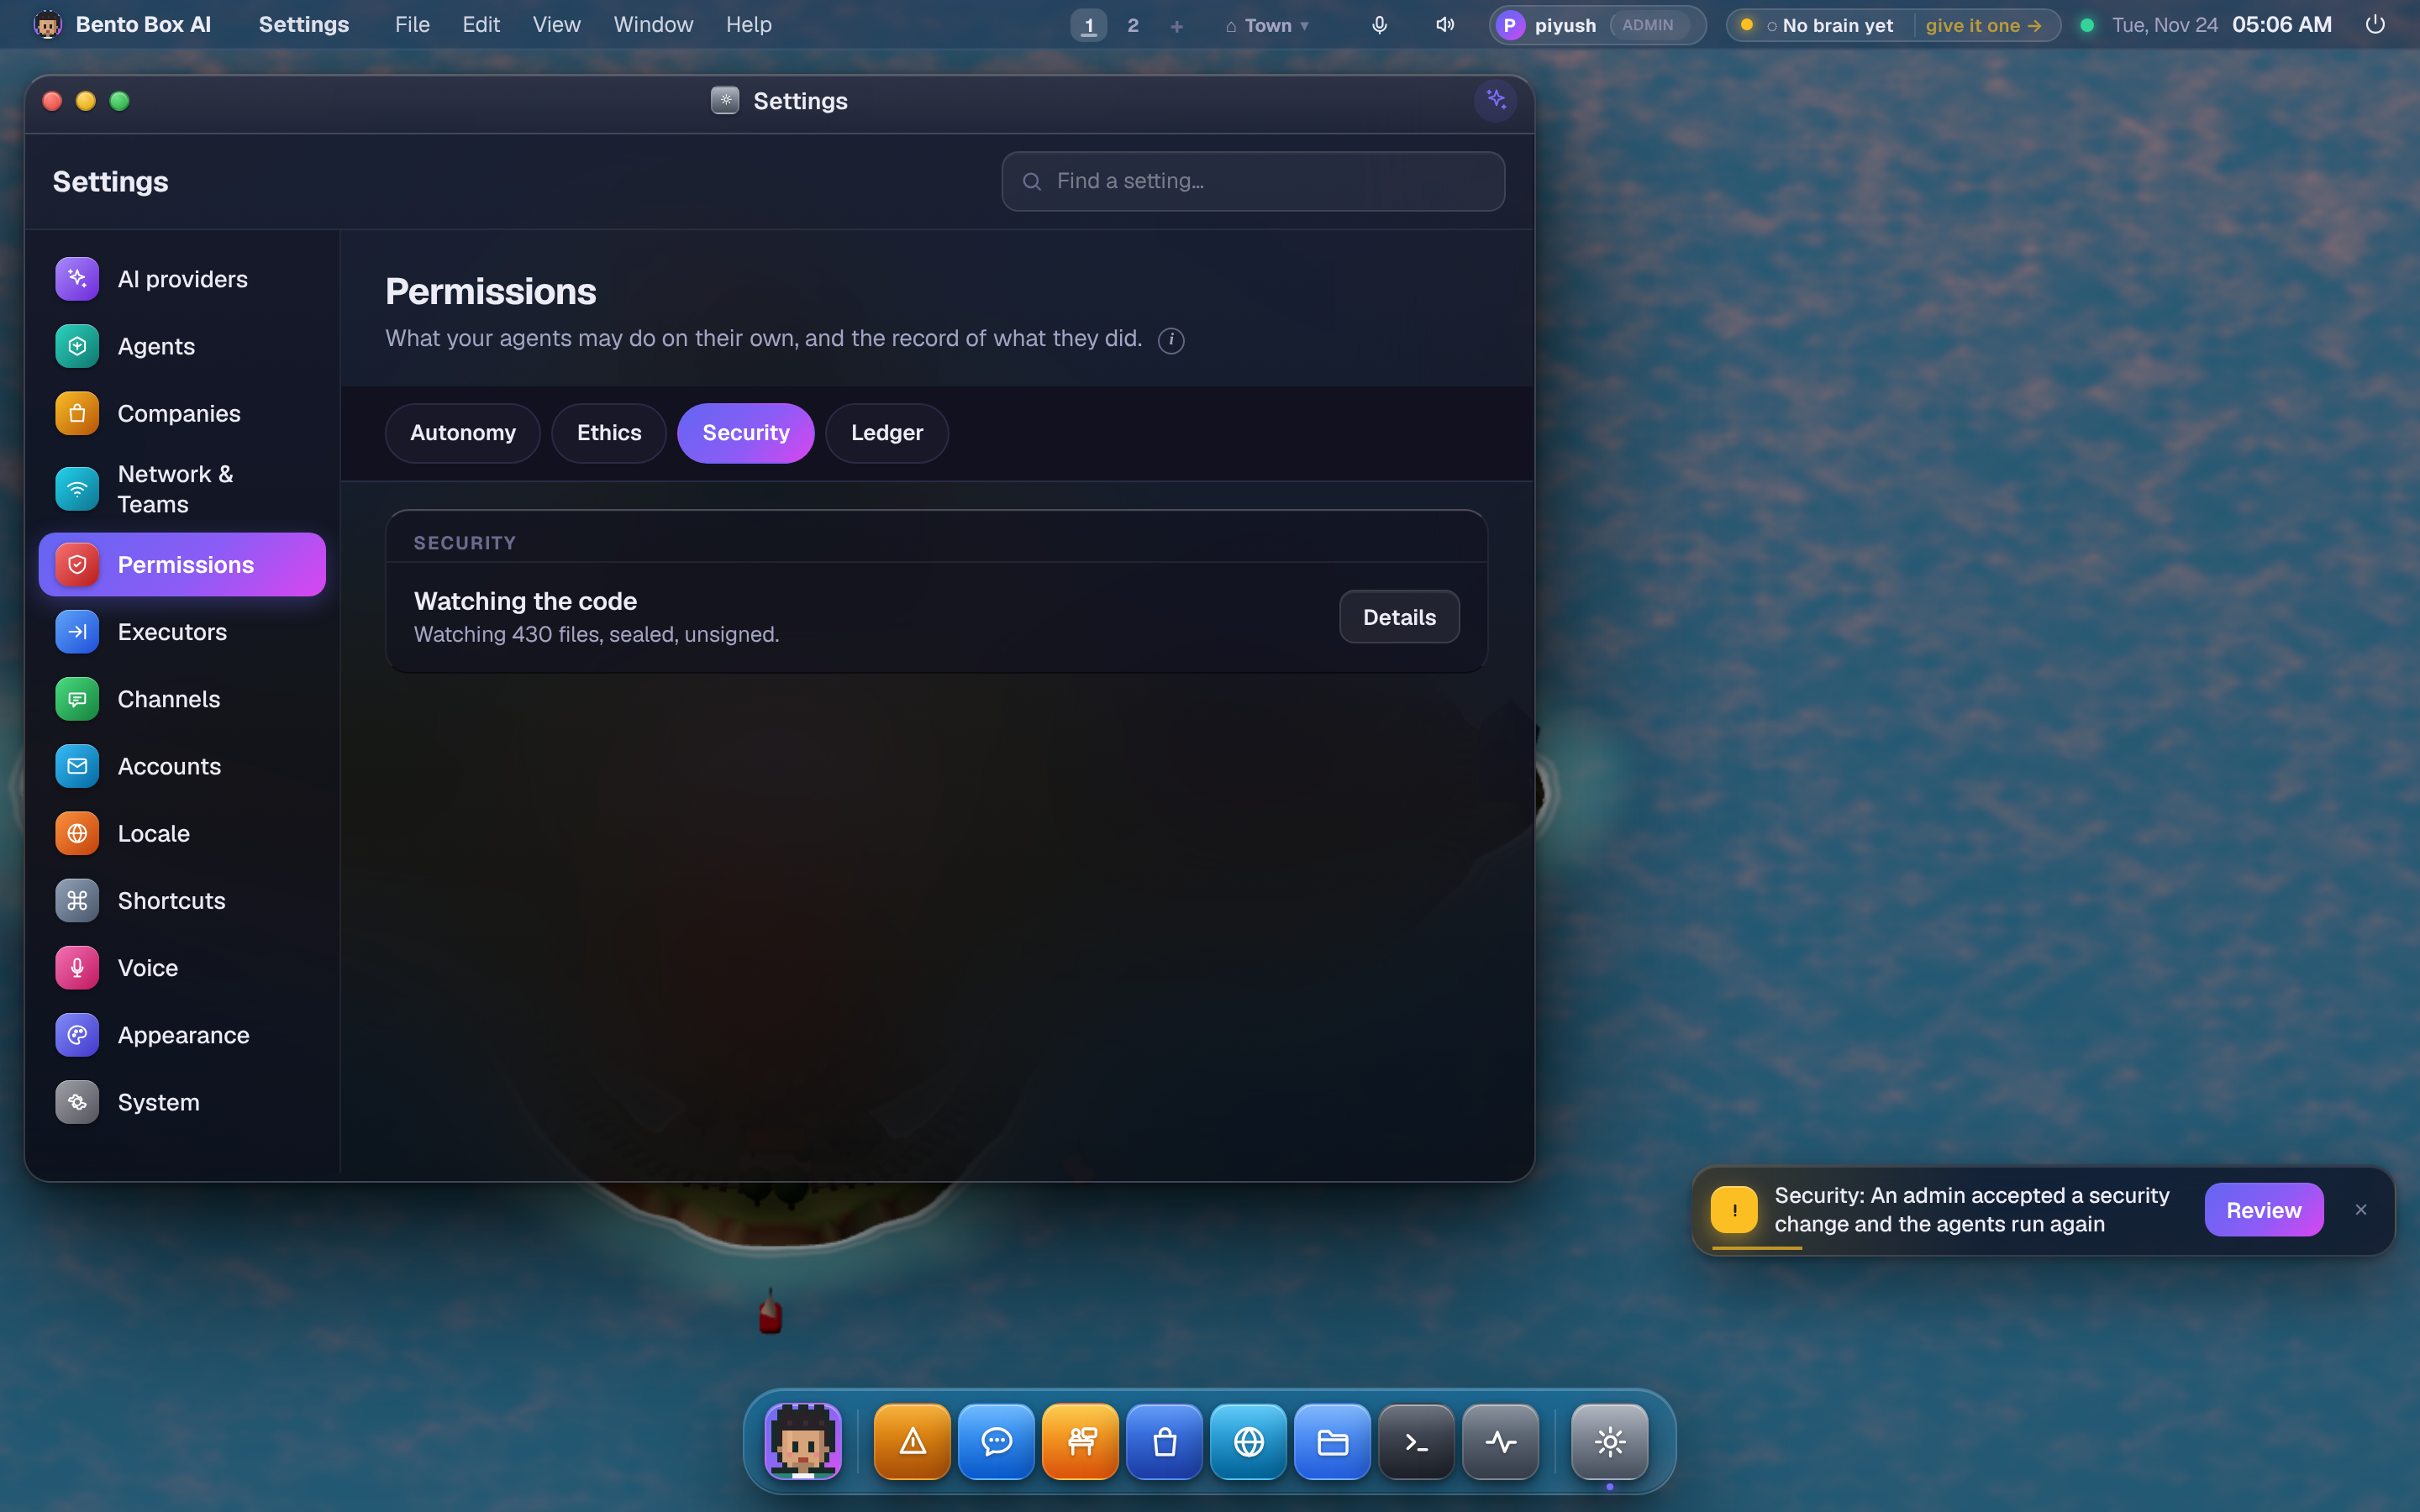 Bento Box AI Settings File Edit View Window Help 1 2 + Town piyush ADMIN No brain yet give it one → Tue, Nov 24 05:06 AM
P
Settings
Settings
Find a setting...
AI providers
Agents
Companies
Network &
Teams
Permissions
Executors
Channels
Accounts
Locale
Shortcuts
Voice
Appearance
System
Permissions
What your agents may do on their own, and the record of what they did.
Autonomy Ethics Security Ledger
SECURITY
Watching the code
Watching 430 files, sealed, unsigned.
Details
Security: An admin accepted a security
change and the agents run again
Review